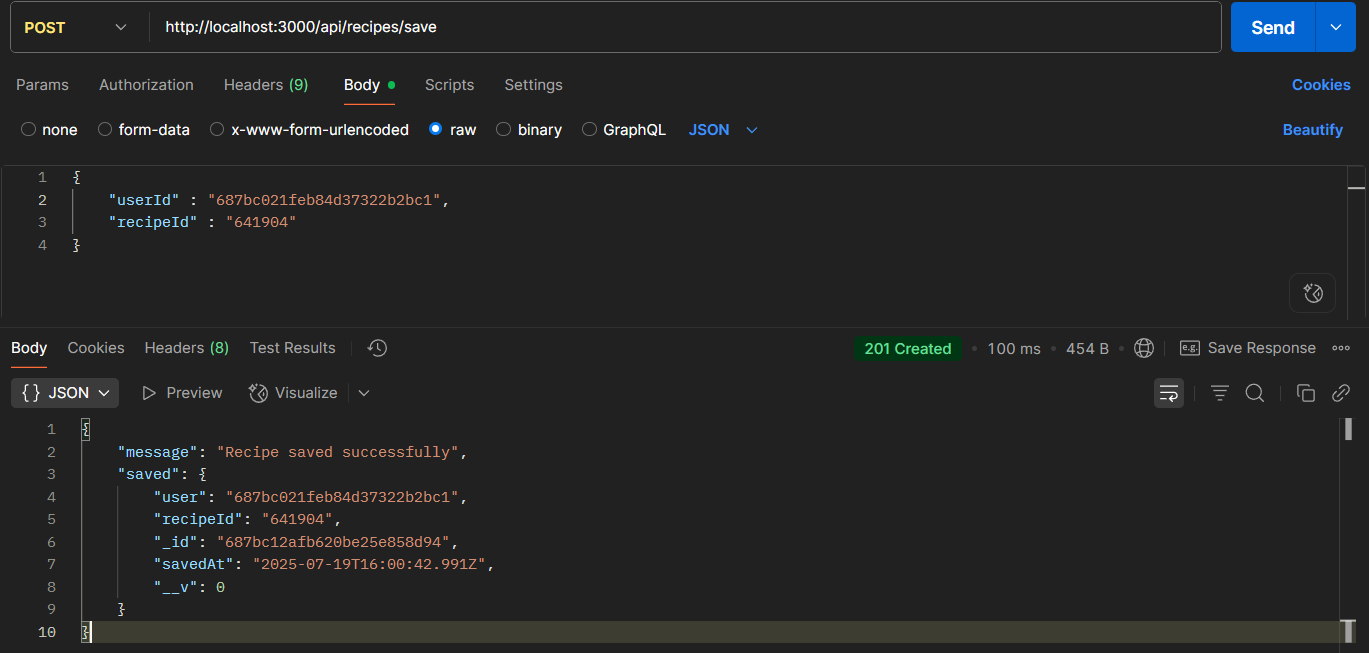 POST http://localhost:3000/api/recipes/save Send
Params Authorization Headers (9) Body Scripts Settings Cookies
none form-data x-www-form-urlencoded raw binary GraphQL JSON Beautify
1 {
2 "userId" : "687bc021feb84d37322b2bc1",
3 "recipeId" : "641904"
4 }
Body Cookies Headers (8) Test Results 201 Created • 100 ms • 454 B • e.g. Save Response
{} JSON Preview Visualize
1 {
2 "message": "Recipe saved successfully",
3 "saved": {
4 "user": "687bc021feb84d37322b2bc1",
5 "recipeId": "641904",
6 "_id": "687bc12afb620be25e858d94",
7 "savedAt": "2025-07-19T16:00:42.991Z",
8 "__v": 0
9 }
10 }